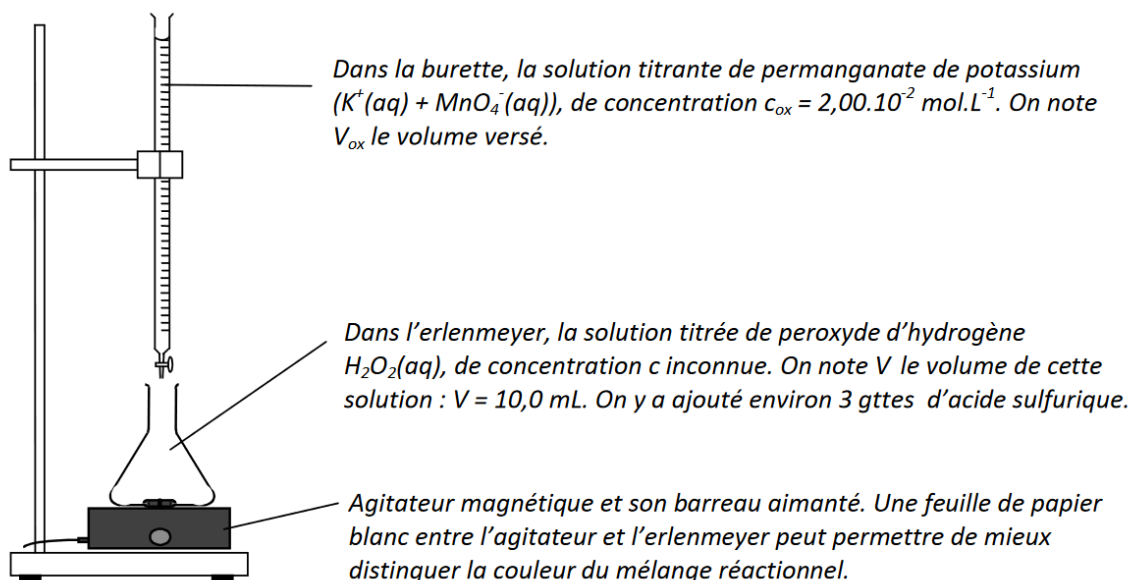 Dans la burette, la solution titrante de permanganate de potassium
(K⁺(aq) + MnO₄⁻(aq)), de concentration cₒₓ = 2,00.10⁻² mol.L⁻¹. On note
Vₒₓ le volume versé.
Dans l’erlenmeyer, la solution titrée de peroxyde d’hydrogène
H₂O₂(aq), de concentration c inconnue. On note V le volume de cette
solution : V = 10,0 mL. On y a ajouté environ 3 gttes d’acide sulfurique.
Agitateur magnétique et son barreau aimanté. Une feuille de papier
blanc entre l’agitateur et l’erlenmeyer peut permettre de mieux
distinguer la couleur du mélange réactionnel.